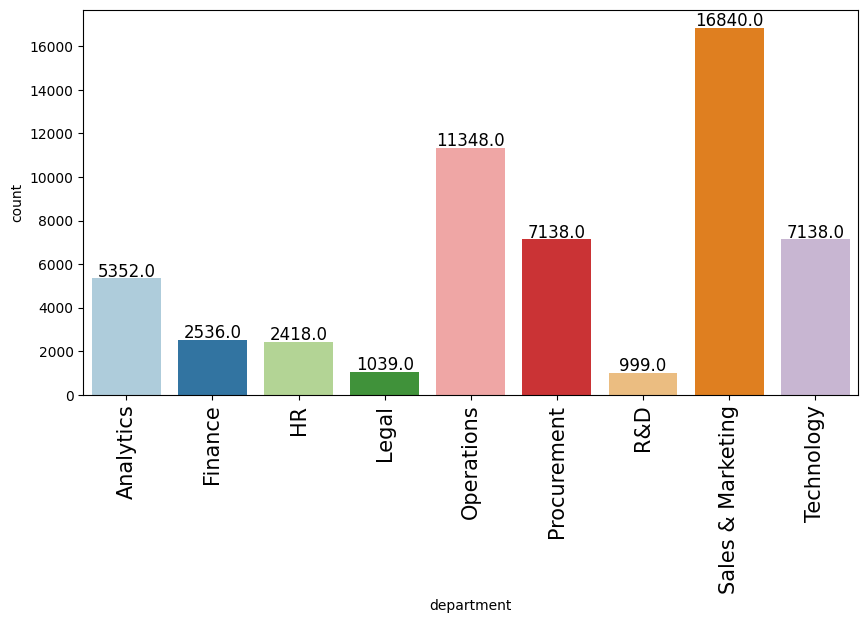 16840.0
16000
14000
12000
11348.0
10000
count
8000
7138.0
7138.0
6000
5352.0
4000
2536.0
2418.0
2000
1039.0
999.0
0
Analytics
Finance
HR
Legal
Operations
Procurement
R&D
Sales & Marketing
Technology
department